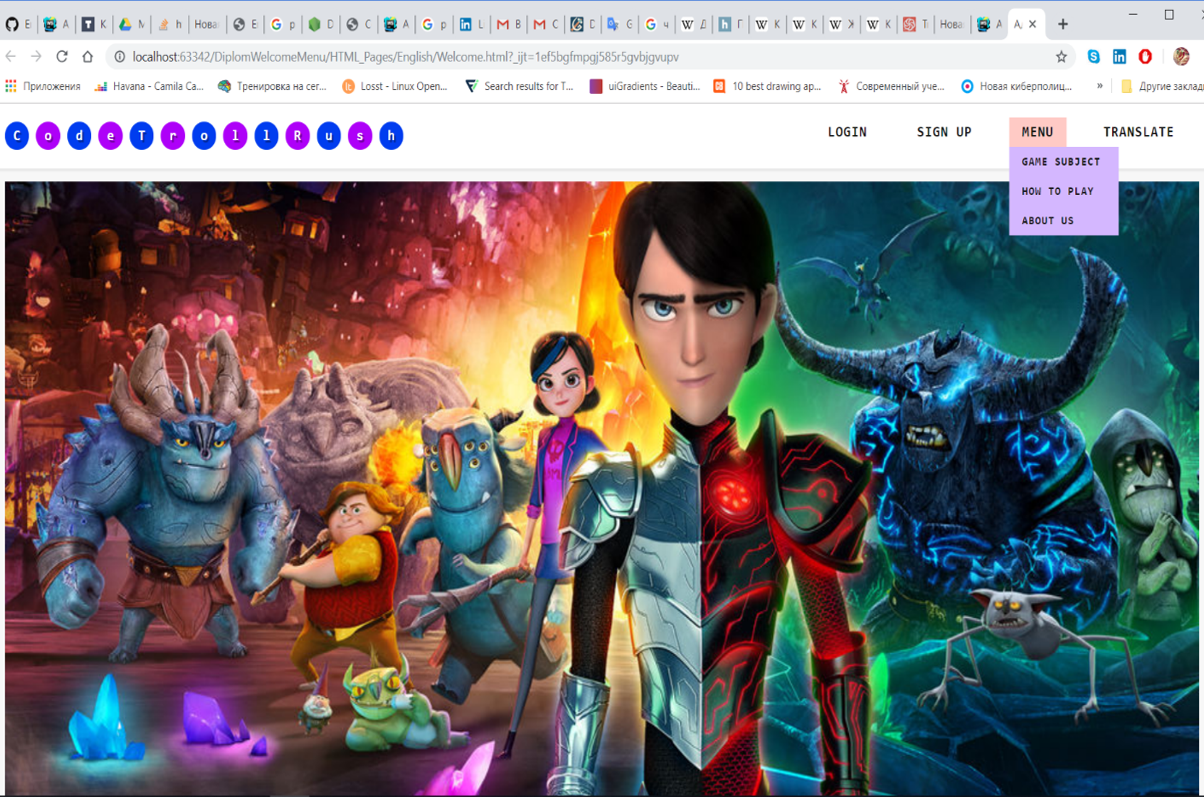 Нова
Нова
localhost:63342/DiplomWelcomeMenu/HTML_Pages/English/Welcome.html?_ijt=1ef5bgfmpgj585r5gvbjgvupv
Приложения Havana - Camila Ca... Тренировка на сег... Losst - Linux Open... Search results for T... uiGradients - Beauti... 10 best drawing ap... Современный уче... Новая киберполиц... » Другие заклад
CodeTrollRush LOGIN SIGN UP MENU TRANSLATE
GAME SUBJECT
HOW TO PLAY
ABOUT US